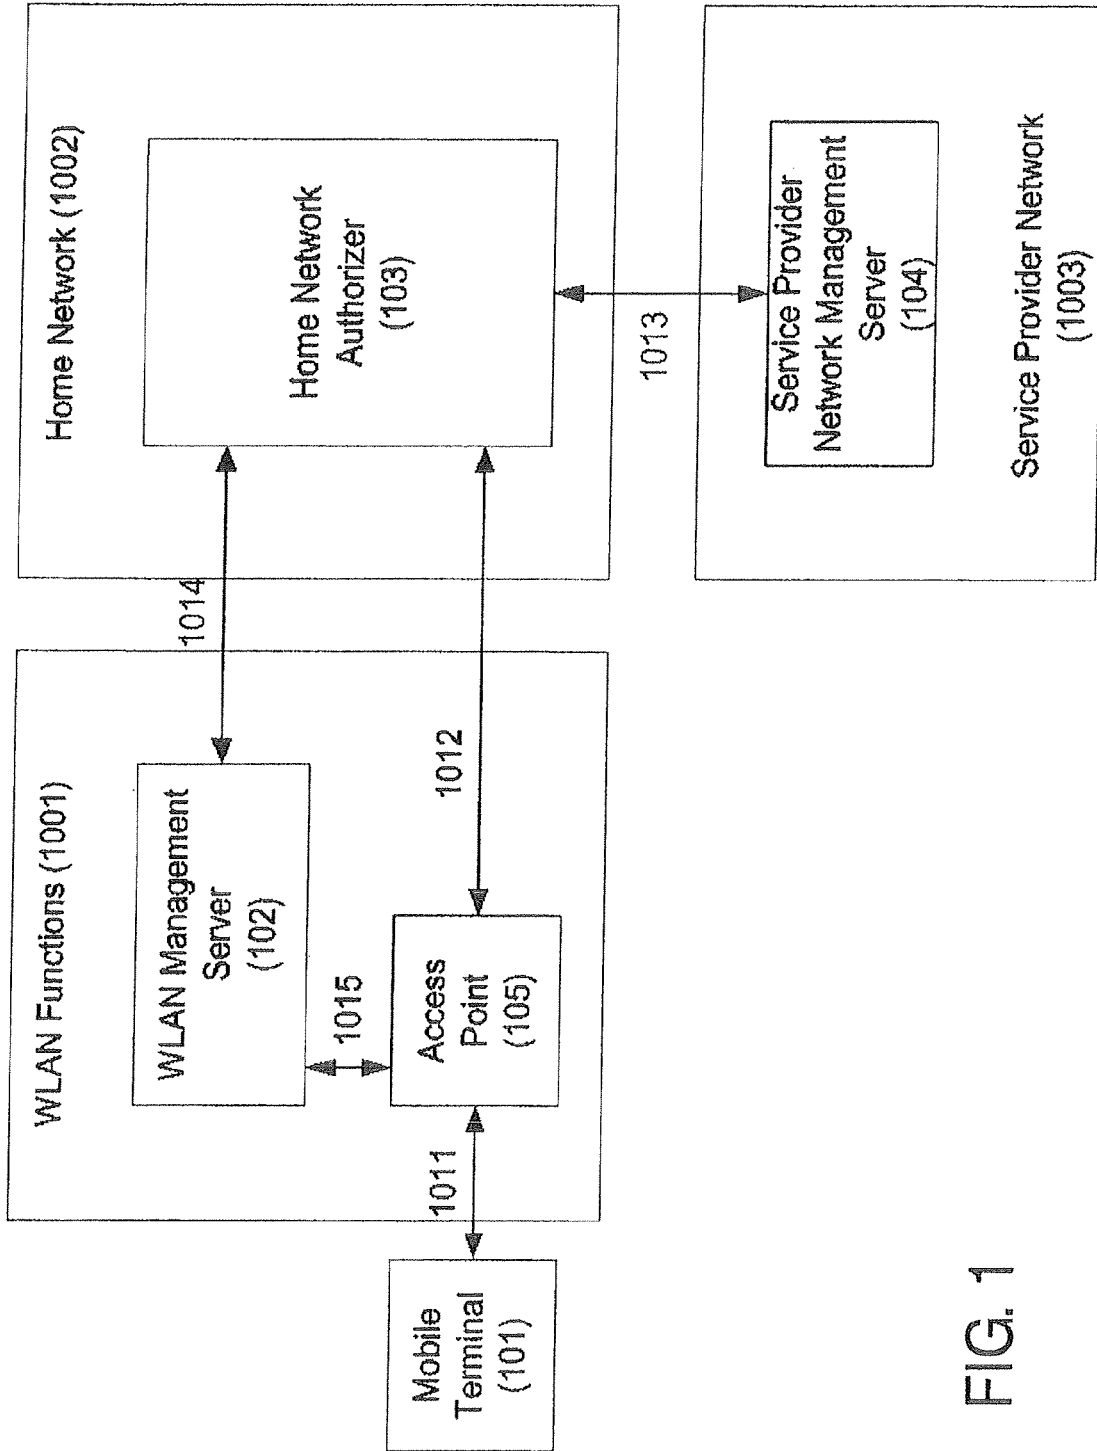 WLAN Functions (1001)
WLAN Management
Server
(102)
1015
Access
Point
(105)
1011
Mobile
Terminal
(101)
1014
1012
Home Network (1002)
Home Network
Authorizer
(103)
1013
Service Provider
Network Management
Server
(104)
Service Provider Network
(1003)
FIG. 1